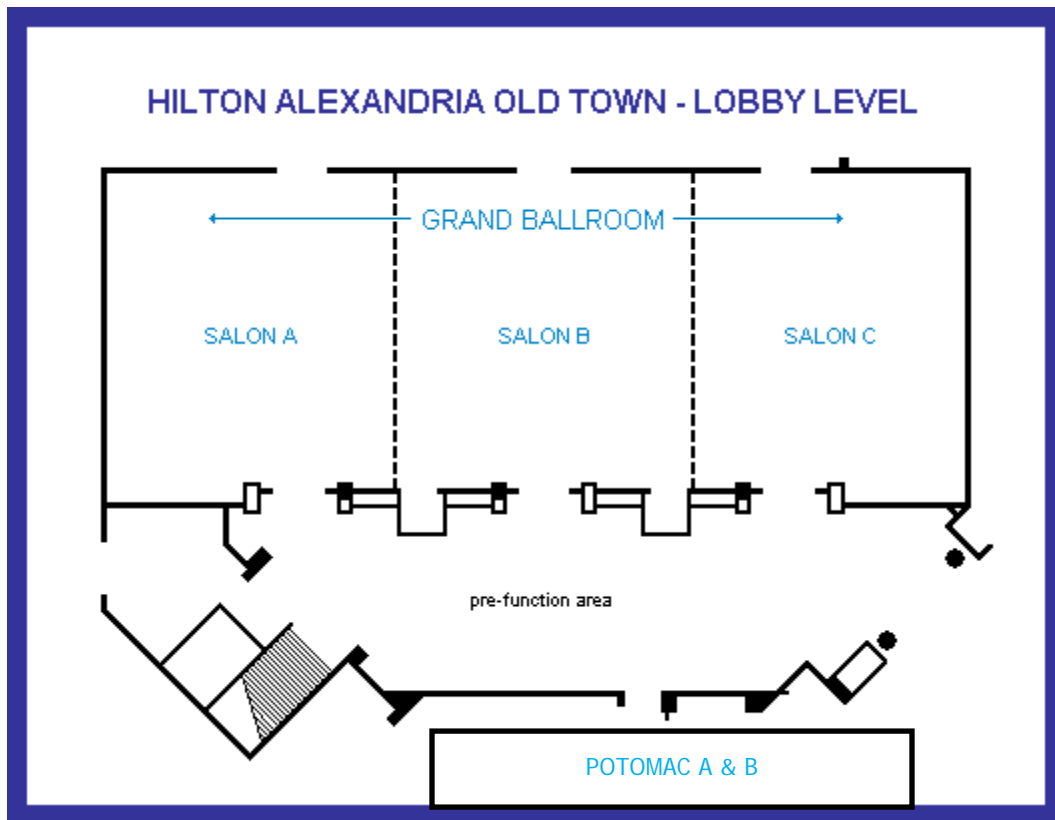 HILTON ALEXANDRIA OLD TOWN - LOBBY LEVEL
GRAND BALLROOM
SALON A
SALON B
SALON C
pre-function area
POTOMAC A & B